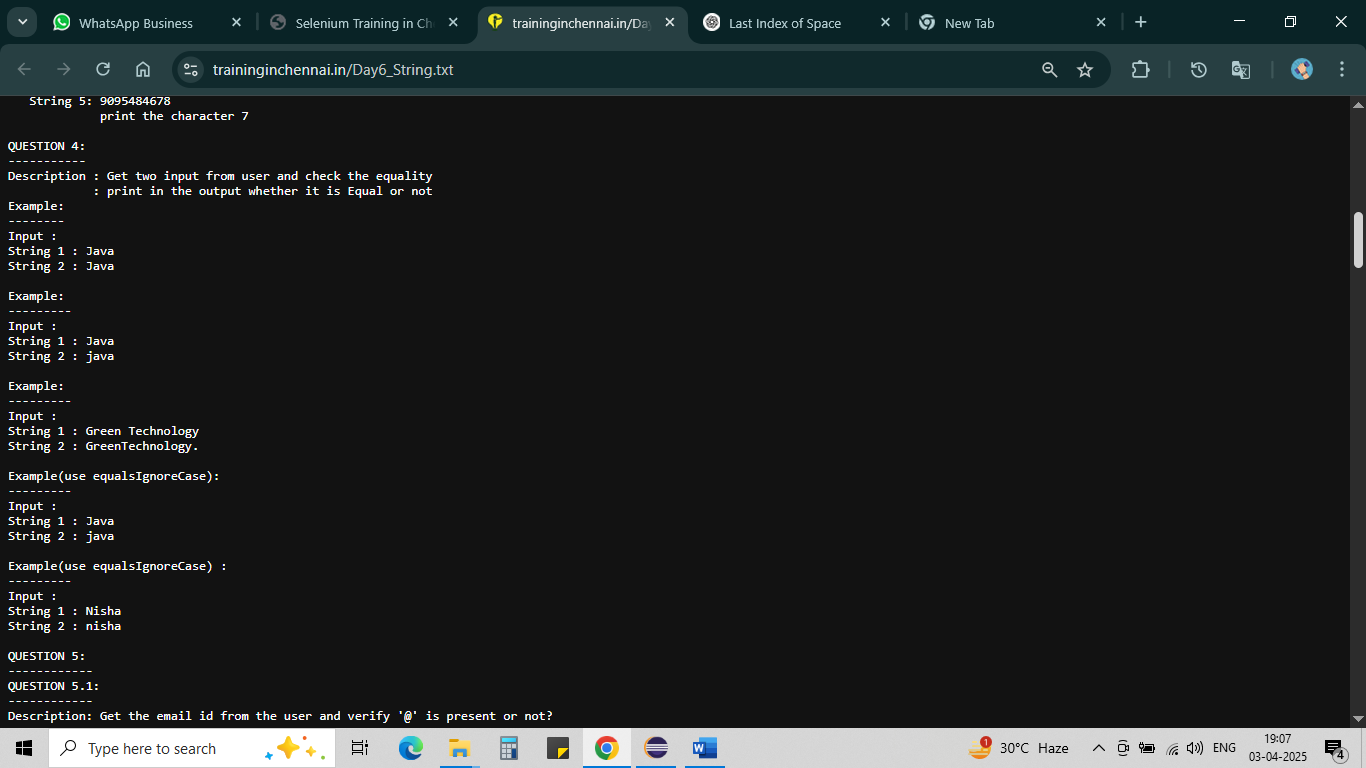 WhatsApp Business
Selenium Training in Ch
traininginchennai.in/Day
Last Index of Space
New Tab
traininginchennai.in/Day6_String.txt
String 5: 9095484678
print the character 7
QUESTION 4:
-----------
Description : Get two input from user and check the equality
: print in the output whether it is Equal or not
Example:
--------
Input :
String 1 : Java
String 2 : Java
Example:
---------
Input :
String 1 : Java
String 2 : java
Example:
---------
Input :
String 1 : Green Technology
String 2 : GreenTechnology.
Example(use equalsIgnoreCase):
---------
Input :
String 1 : Java
String 2 : java
Example(use equalsIgnoreCase) :
---------
Input :
String 1 : Nisha
String 2 : nisha
QUESTION 5:
------------
QUESTION 5.1:
------------
Description: Get the email id from the user and verify '@' is present or not?
Type here to search
1
30°C Haze
ENG
19:07
03-04-2025
4